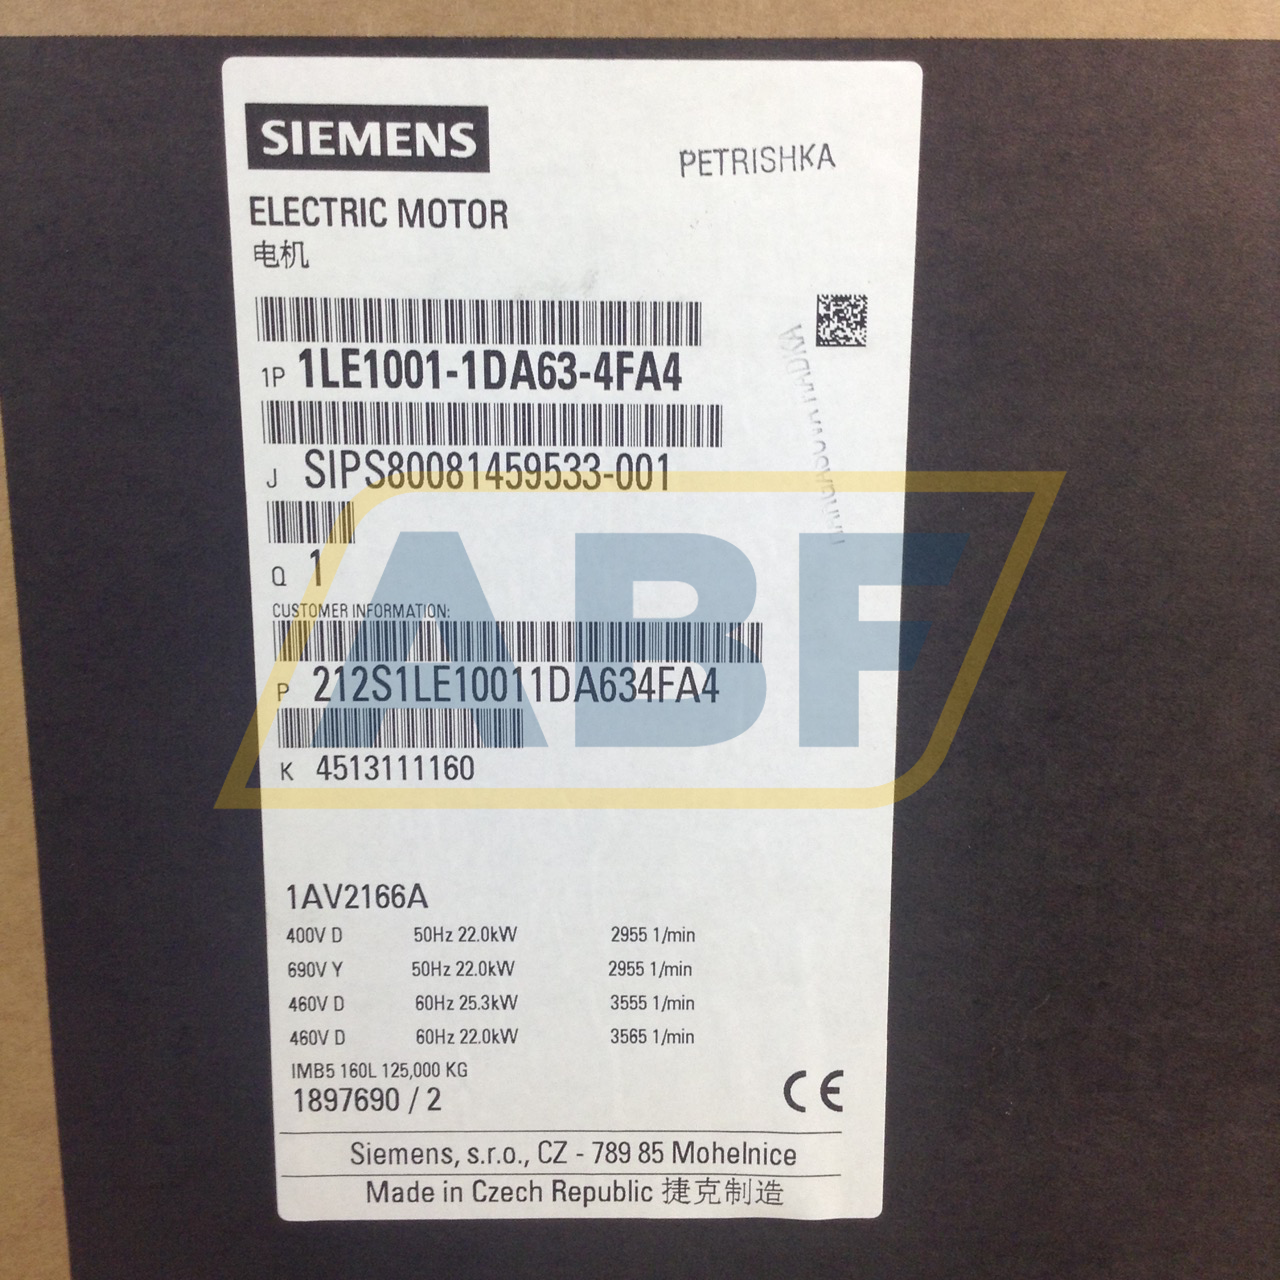 SIEMENS
PETRISHKA
ELECTRIC MOTOR
电机
1P 1LE1001-1DA63-4FA4
J SIPS80081459533-001
Q 1
CUSTOMER INFORMATION:
P 212S1LE10011DA634FA4
K 4513111160
ABF
1AV2166A
400V D 50Hz 22.0kW 2955 1/min
690V Y 50Hz 22.0kW 2955 1/min
460V D 60Hz 25.3kW 3555 1/min
460V D 60Hz 22.0kW 3565 1/min
IMB5 160L 125,000 KG
1897690 / 2
CE
Siemens, s.r.o., CZ - 789 85 Mohelnice
Made in Czech Republic 捷克制造